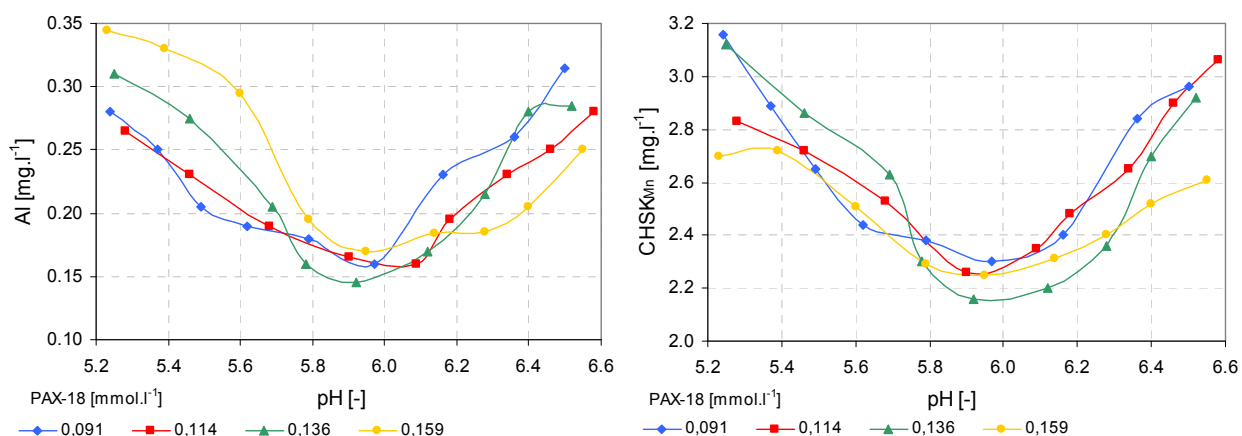 Al [mg.l-1]
0.35
0.30
0.25
0.20
0.15
0.10
5.2 5.4 5.6 5.8 6.0 6.2 6.4 6.6
pH [-]
PAX-18 [mmol.l-1]
0,091 0,114 0,136 0,159
CHSKMn [mg.l-1]
3.2
3.0
2.8
2.6
2.4
2.2
2.0
5.2 5.4 5.6 5.8 6.0 6.2 6.4 6.6
pH [-]
PAX-18 [mmol.l-1]
0,091 0,114 0,136 0,159